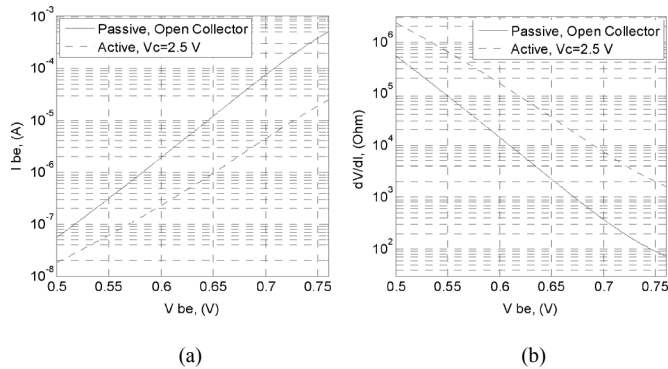 Passive, Open Collector
Active, Vc=2.5 V
10^-3
10^-4
10^-5
10^-6
10^-7
10^-8
I be, (A)
0.5 0.55 0.6 0.65 0.7 0.75
V be, (V)
(a)
Passive, Open Collector
Active, Vc=2.5 V
10^6
10^5
10^4
10^3
10^2
dV/dI, (Ohm)
0.5 0.55 0.6 0.65 0.7 0.75
V be, (V)
(b)